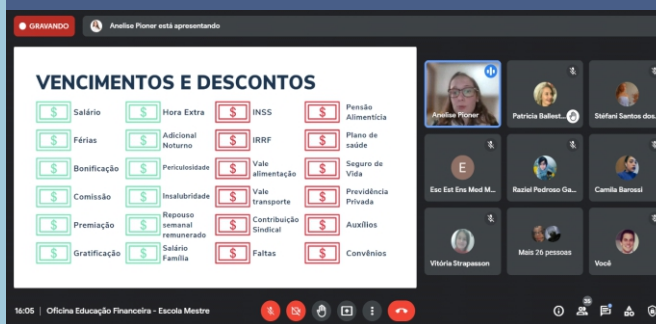 GRAVANDO
Anelise Pioner está apresentando
VENCIMENTOS E DESCONTOS
$ Salário $ Hora Extra $ INSS $ Pensão Alimentícia
$ Férias $ Adicional Noturno $ IRRF $ Plano de saúde
$ Bonificação $ Periculosidade $ Vale alimentação $ Seguro de Vida
$ Comissão $ Insalubridade $ Vale transporte $ Previdência Privada
$ Premiação $ Repouso semanal remunerado $ Contribuição Sindical $ Auxílios
$ Gratificação $ Salário Família $ Faltas $ Convênios
Anelise Pioner
Patricia Ballest...
Stéfani Santos dos...
E
Esc Est Ens Med M...
Raziel Pedroso Ga...
Camila Barossi
Vitória Strapasson
Mais 26 pessoas
Você
16:05 | Oficina Educação Financeira - Escola Mestre
35